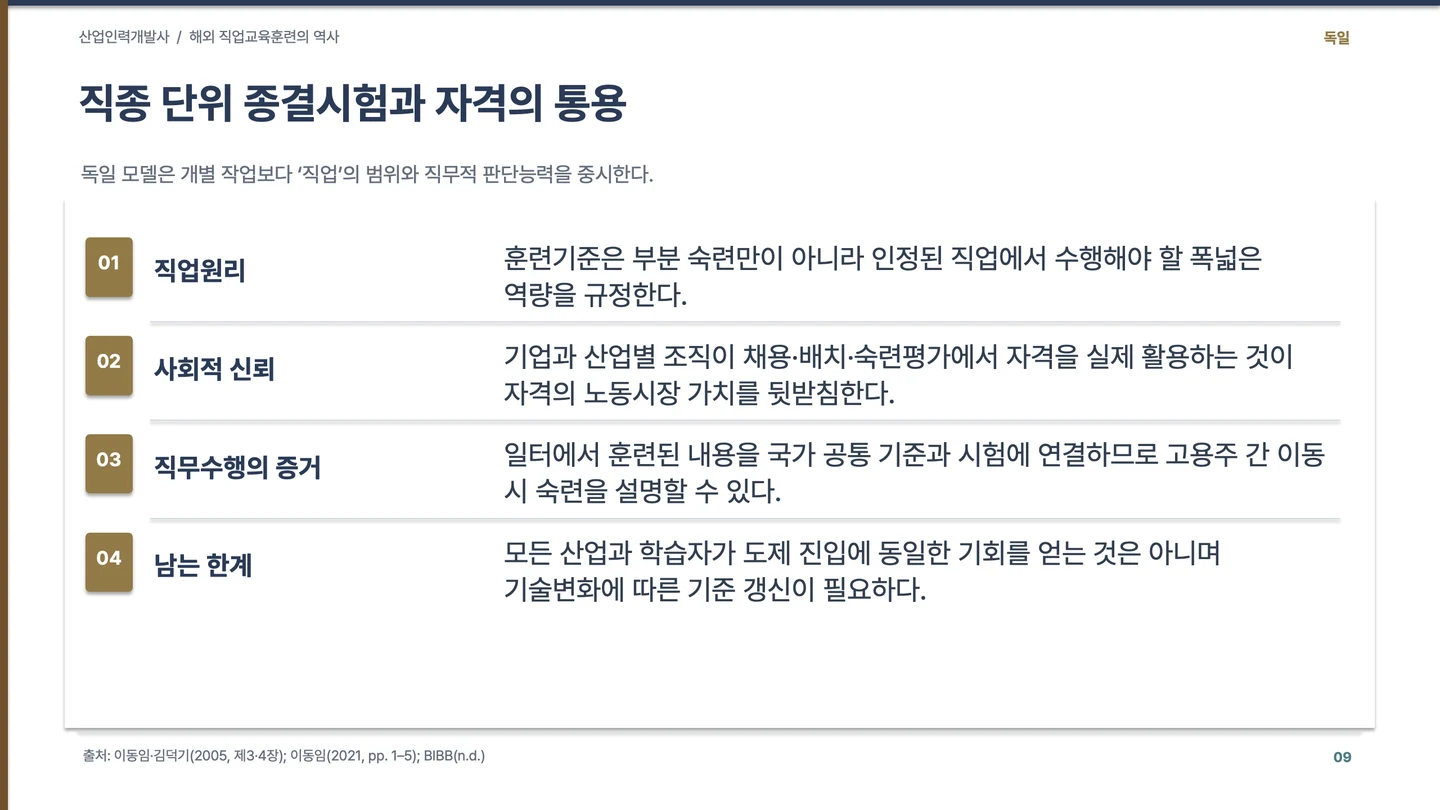 산업인력개발사 / 해외 직업교육훈련의 역사
독일
직종 단위 종결시험과 자격의 통용
독일 모델은 개별 작업보다 ‘직업’의 범위와 직무적 판단능력을 중시한다.
01
직업원리
훈련기준은 부분 숙련만이 아니라 인정된 직업에서 수행해야 할 폭넓은
역량을 규정한다.
02
사회적 신뢰
기업과 산업별 조직이 채용·배치·숙련평가에서 자격을 실제 활용하는 것이
자격의 노동시장 가치를 뒷받침한다.
03
직무수행의 증거
일터에서 훈련된 내용을 국가 공통 기준과 시험에 연결하므로 고용주 간 이동
시 숙련을 설명할 수 있다.
04
남는 한계
모든 산업과 학습자가 도제 진입에 동일한 기회를 얻는 것은 아니며
기술변화에 따른 기준 갱신이 필요하다.
출처: 이동임·김덕기(2005, 제3·4장); 이동임(2021, pp. 1–5); BIBB(n.d.)
09